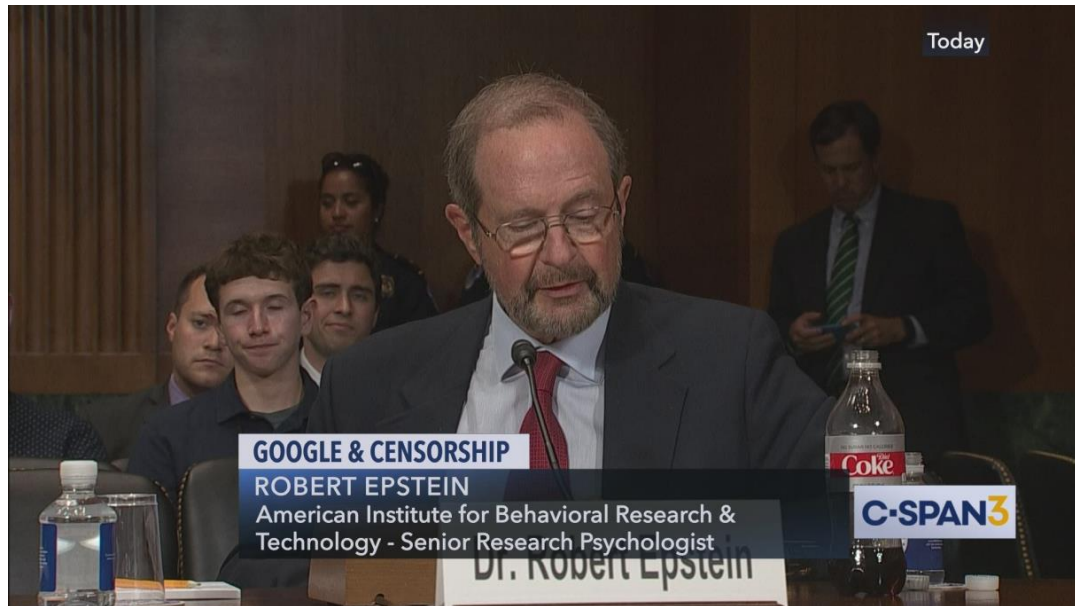 Today
GOOGLE & CENSORSHIP
ROBERT EPSTEIN
American Institute for Behavioral Research &
Technology - Senior Research Psychologist
Dr. Robert Epstein
Coke
C-SPAN3